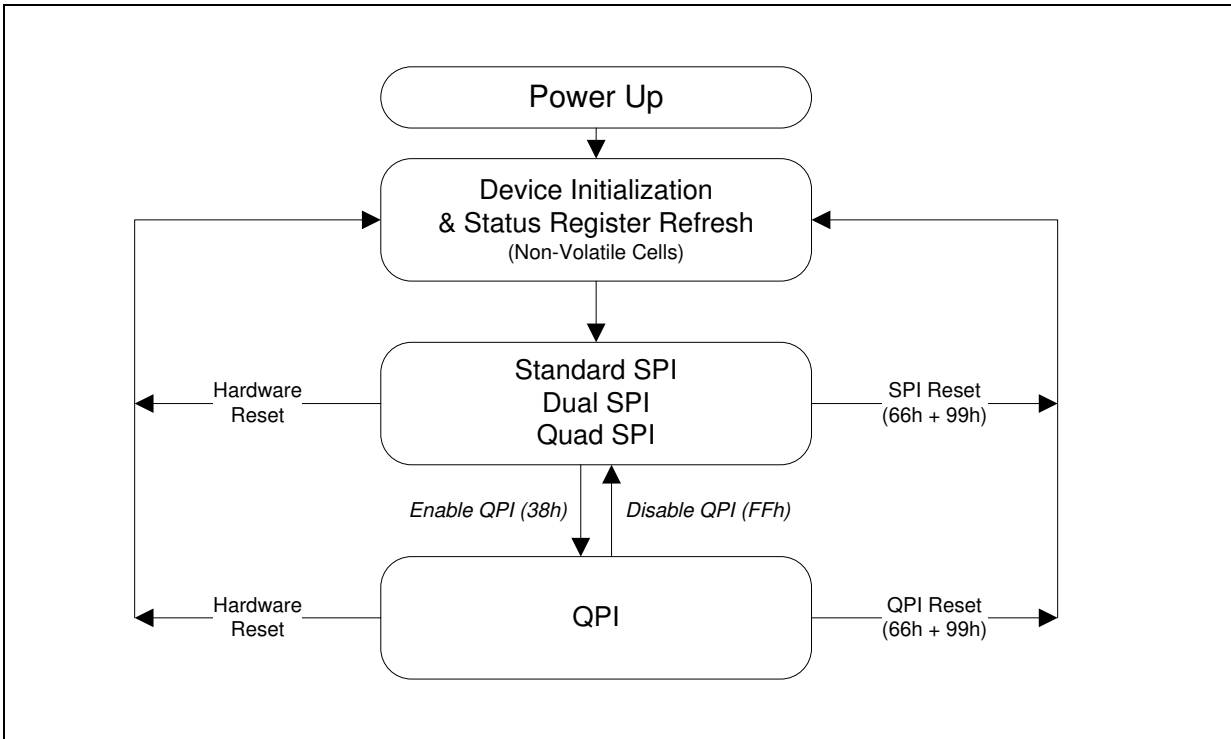 Power Up
Device Initialization
& Status Register Refresh
(Non-Volatile Cells)
Standard SPI
Dual SPI
Quad SPI
Hardware
Reset
SPI Reset
(66h + 99h)
Enable QPI (38h)
Disable QPI (FFh)
QPI
Hardware
Reset
QPI Reset
(66h + 99h)